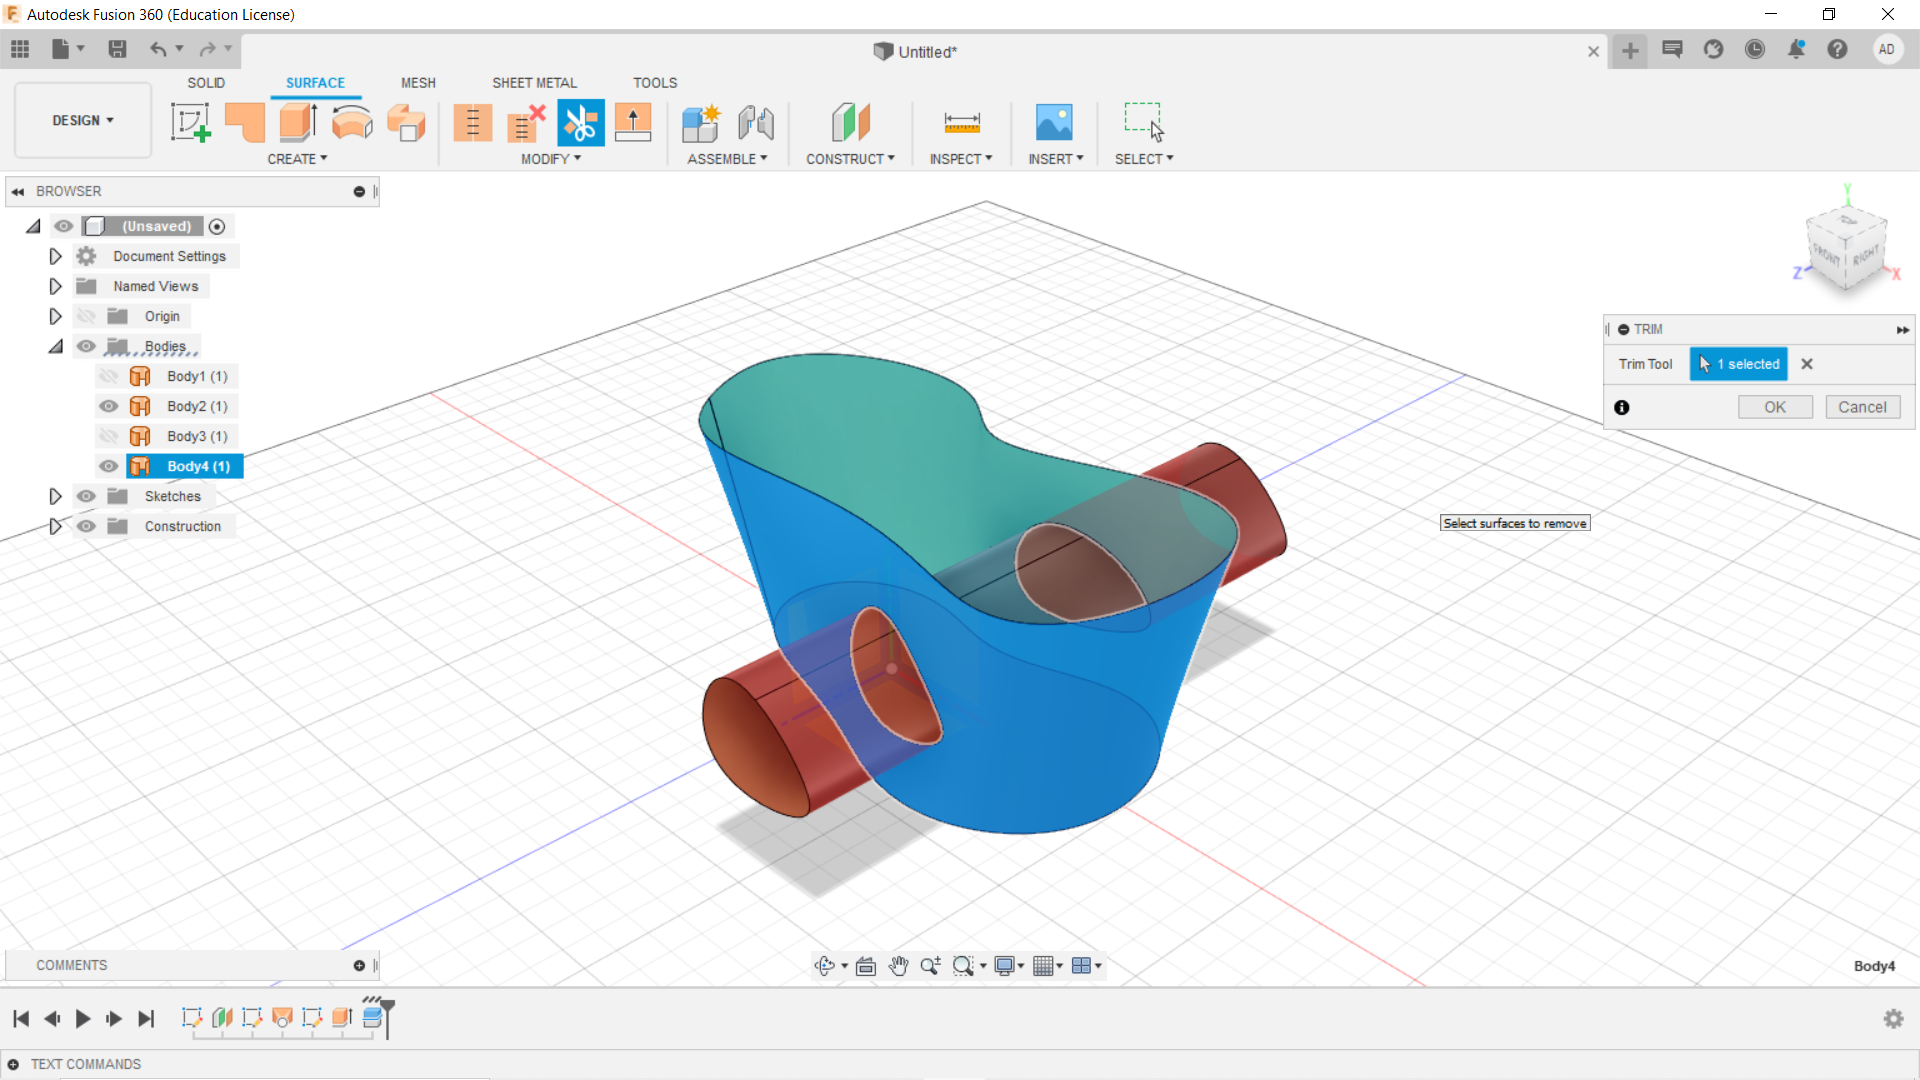 Autodesk Fusion 360 (Education License)
Untitled*
AD
SOLID
SURFACE
MESH
SHEET METAL
TOOLS
DESIGN
CREATE
MODIFY
ASSEMBLE
CONSTRUCT
INSPECT
INSERT
SELECT
BROWSER
(Unsaved)
Document Settings
Named Views
Origin
Bodies
Body1 (1)
Body2 (1)
Body3 (1)
Body4 (1)
Sketches
Construction
Y
FRONT
RIGHT
Z
X
TRIM
Trim Tool
1 selected
OK
Cancel
Select surfaces to remove
COMMENTS
Body4
TEXT COMMANDS